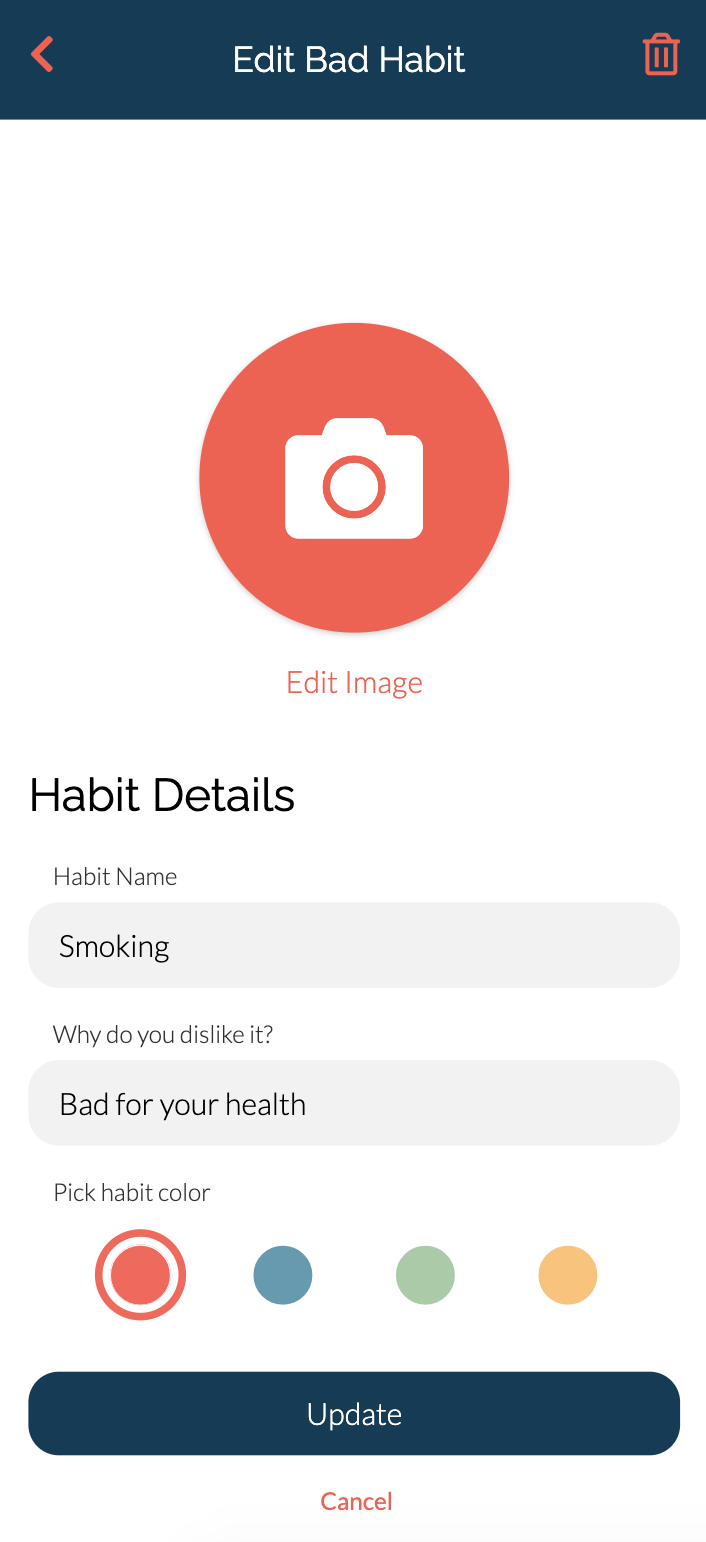 Edit Bad Habit
Edit Image
Habit Details
Habit Name
Smoking
Why do you dislike it?
Bad for your health
Pick habit color
Update
Cancel